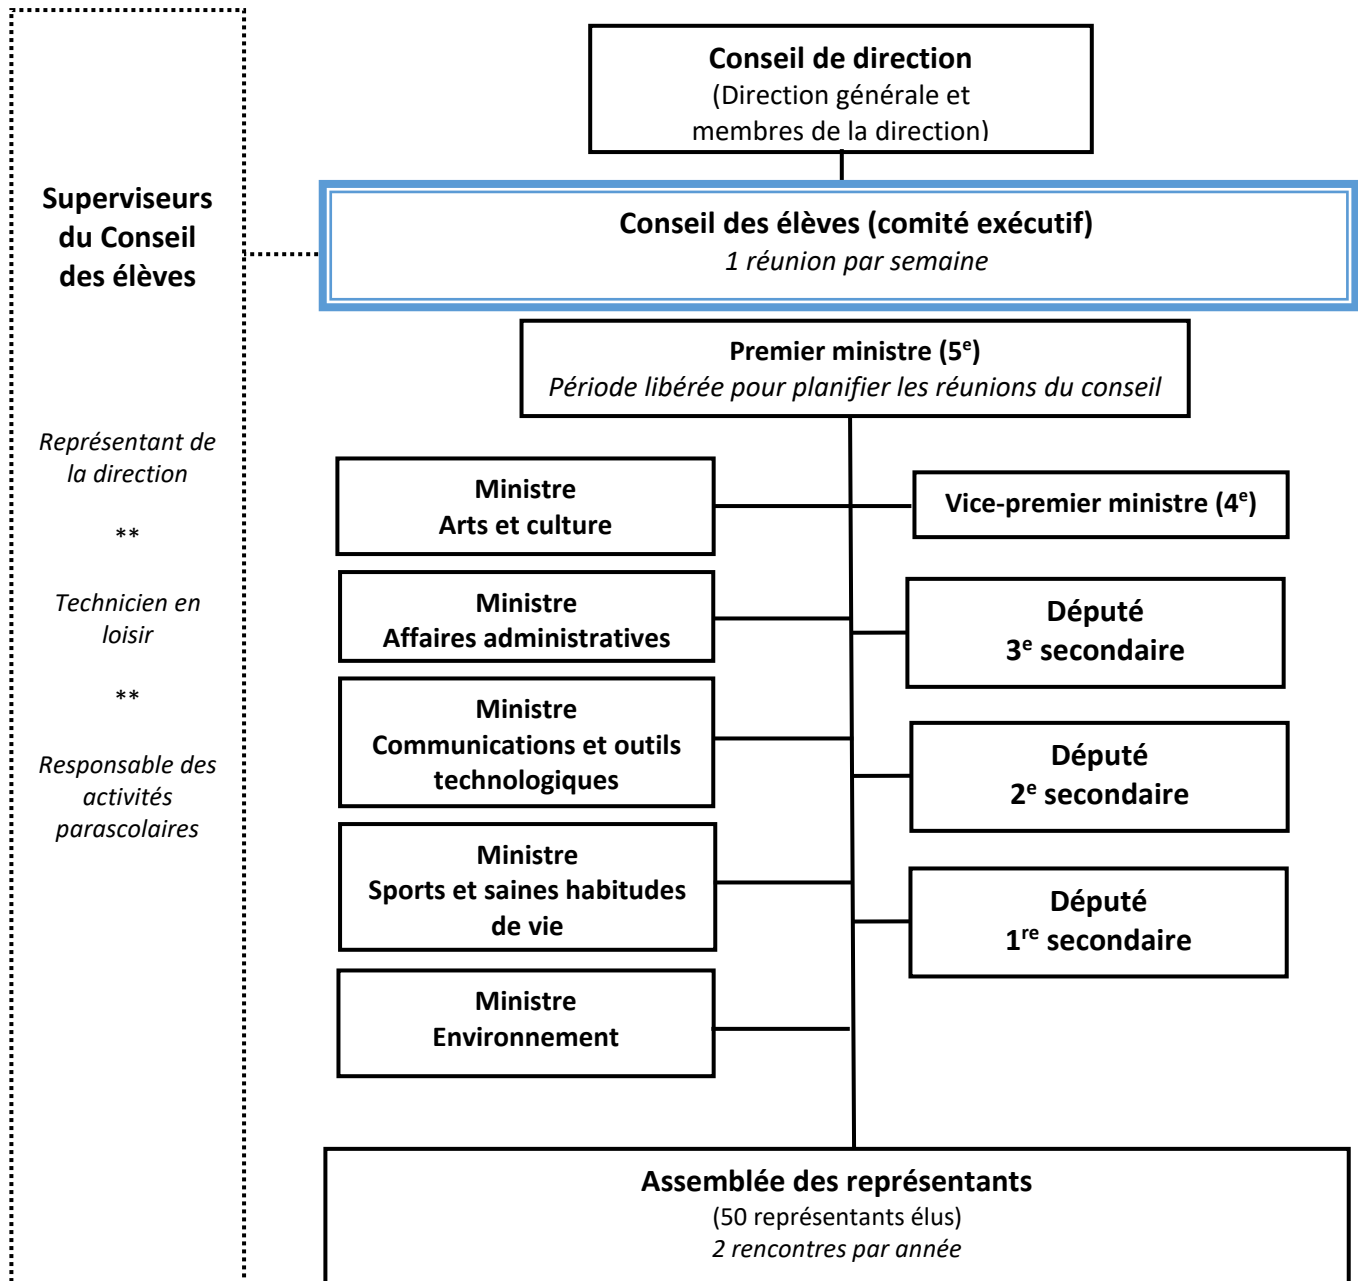 Conseil de direction
(Direction générale et
membres de la direction)
Superviseurs
du Conseil
des élèves
Conseil des élèves (comité exécutif)
1 réunion par semaine
Premier ministre (5e)
Période libérée pour planifier les réunions du conseil
Représentant de
la direction
**
Technicien en
loisir
**
Responsable des
activités
parascolaires
Ministre
Arts et culture
Vice-premier ministre (4e)
Ministre
Affaires administratives
Député
3e secondaire
Ministre
Communications et outils
technologiques
Député
2e secondaire
Ministre
Sports et saines habitudes
de vie
Député
1re secondaire
Ministre
Environnement
Assemblée des représentants
(50 représentants élus)
2 rencontres par année